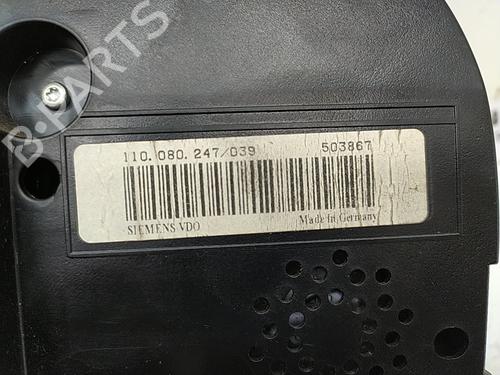 B-PARTS
110.080.247/039 503867
SIEMENS VDO Made in Germany